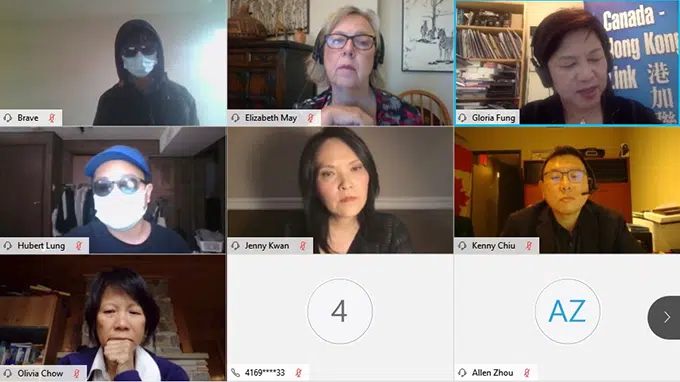 Canada -
ong Kong
ink
港加
Brave
Elizabeth May
Gloria Fung
Hubert Lung
Jenny Kwan
Kenny Chiu
4
AZ
Olivia Chow
4169****33
Allen Zhou